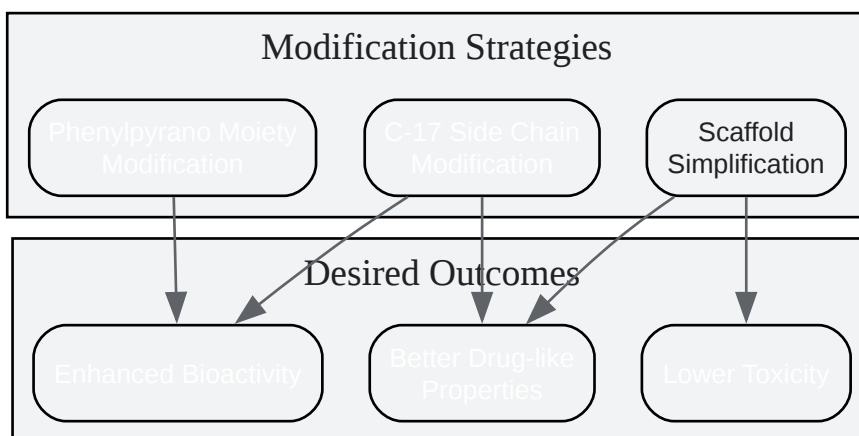 Modification Strategies
Phenylpyrano Moiety
Modification
C-17 Side Chain
Modification
Scaffold
Simplification
Desired Outcomes
Enhanced Bioactivity
Better Drug-like
Properties
Lower Toxicity